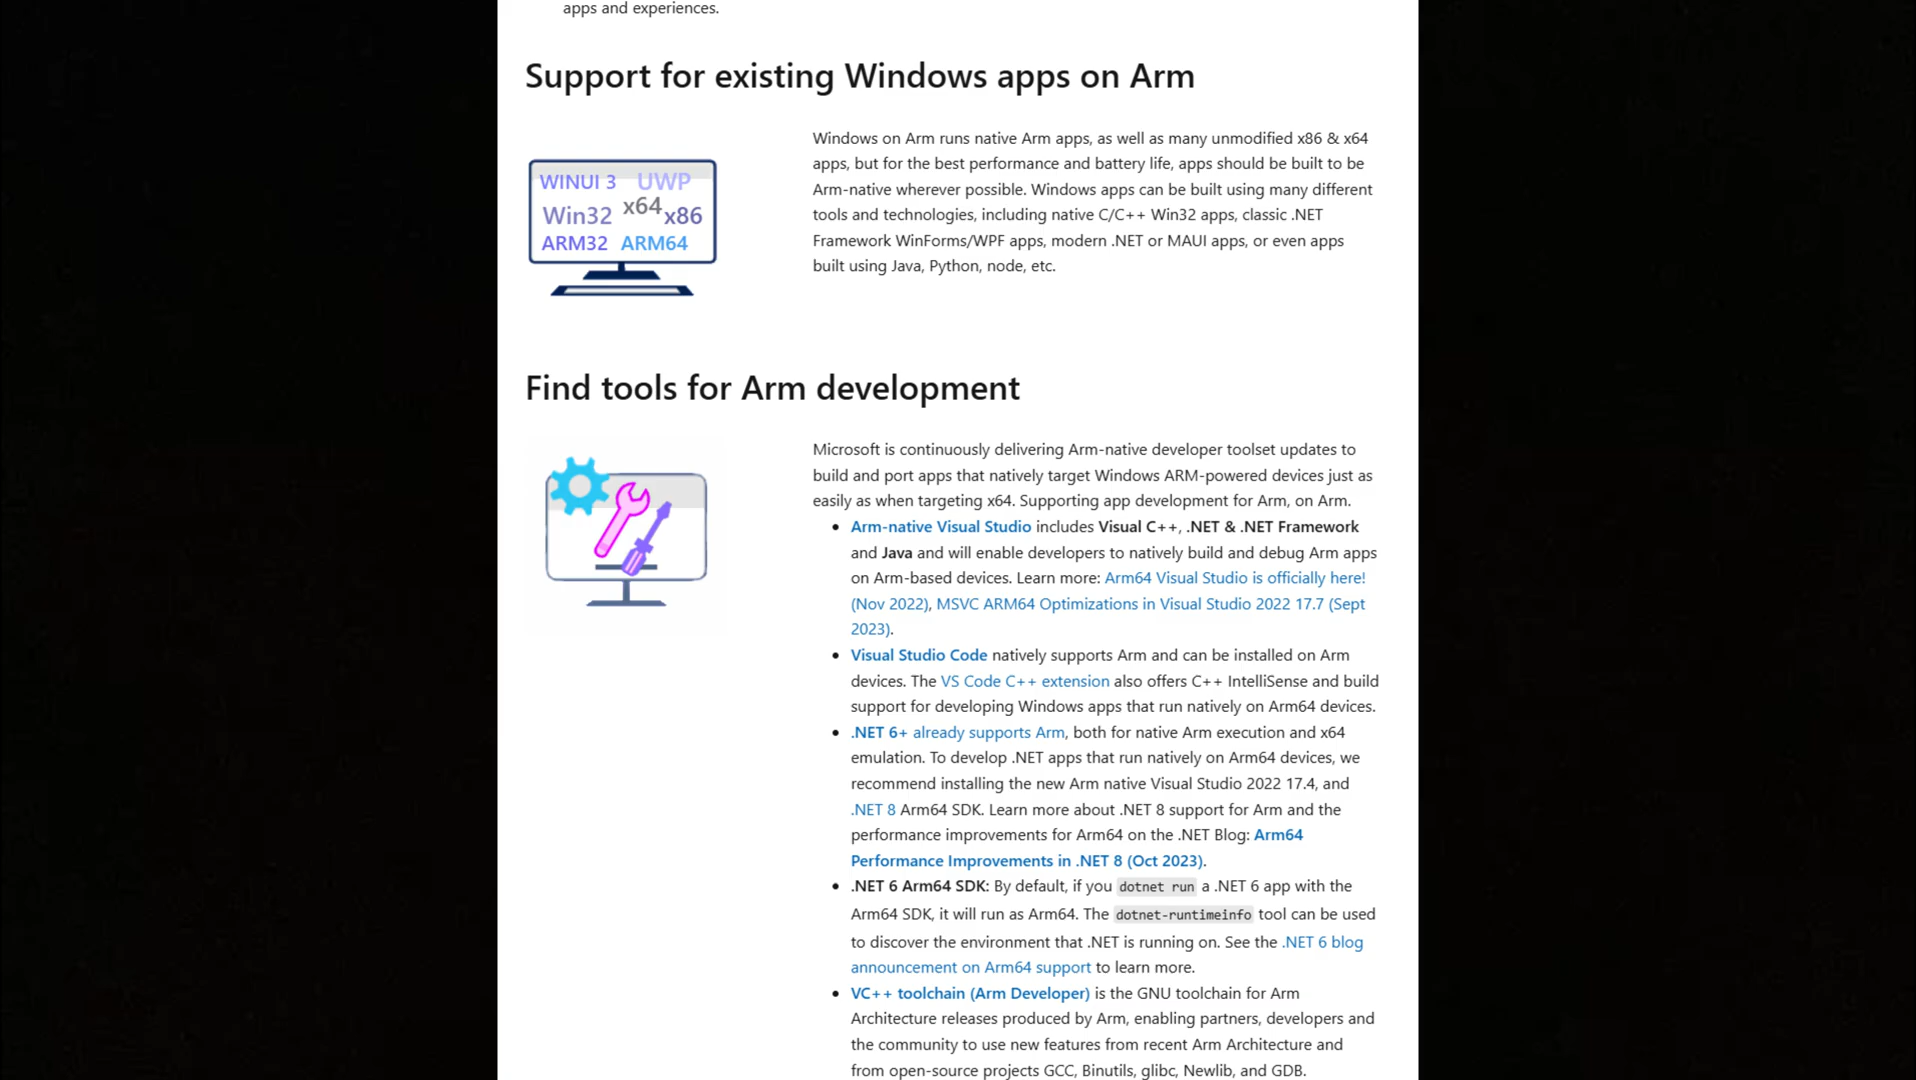 apps and experiences.
Support for existing Windows apps on Arm
WINUI 3 UWP
Win32 x64 x86
ARM32 ARM64
Windows on Arm runs native Arm apps, as well as many unmodified x86 & x64
apps, but for the best performance and battery life, apps should be built to be
Arm-native wherever possible. Windows apps can be built using many different
tools and technologies, including native C/C++ Win32 apps, classic .NET
Framework WinForms/WPF apps, modern .NET or MAUI apps, or even apps
built using Java, Python, node, etc.
Find tools for Arm development
Microsoft is continuously delivering Arm-native developer toolset updates to
build and port apps that natively target Windows ARM-powered devices just as
easily as when targeting x64. Supporting app development for Arm, on Arm.
• Arm-native Visual Studio includes Visual C++, .NET & .NET Framework
and Java and will enable developers to natively build and debug Arm apps
on Arm-based devices. Learn more: Arm64 Visual Studio is officially here!
(Nov 2022), MSVC ARM64 Optimizations in Visual Studio 2022 17.7 (Sept
2023).
• Visual Studio Code natively supports Arm and can be installed on Arm
devices. The VS Code C++ extension also offers C++ IntelliSense and build
support for developing Windows apps that run natively on Arm64 devices.
• .NET 6+ already supports Arm, both for native Arm execution and x64
emulation. To develop .NET apps that run natively on Arm64 devices, we
recommend installing the new Arm native Visual Studio 2022 17.4, and
.NET 8 Arm64 SDK. Learn more about .NET 8 support for Arm and the
performance improvements for Arm64 on the .NET Blog: Arm64
Performance Improvements in .NET 8 (Oct 2023).
• .NET 6 Arm64 SDK: By default, if you dotnet run a .NET 6 app with the
Arm64 SDK, it will run as Arm64. The dotnet-runtimeinfo tool can be used
to discover the environment that .NET is running on. See the .NET 6 blog
announcement on Arm64 support to learn more.
• VC++ toolchain (Arm Developer) is the GNU toolchain for Arm
Architecture releases produced by Arm, enabling partners, developers and
the community to use new features from recent Arm Architecture and
from open-source projects GCC, Binutils, glibc, Newlib, and GDB.